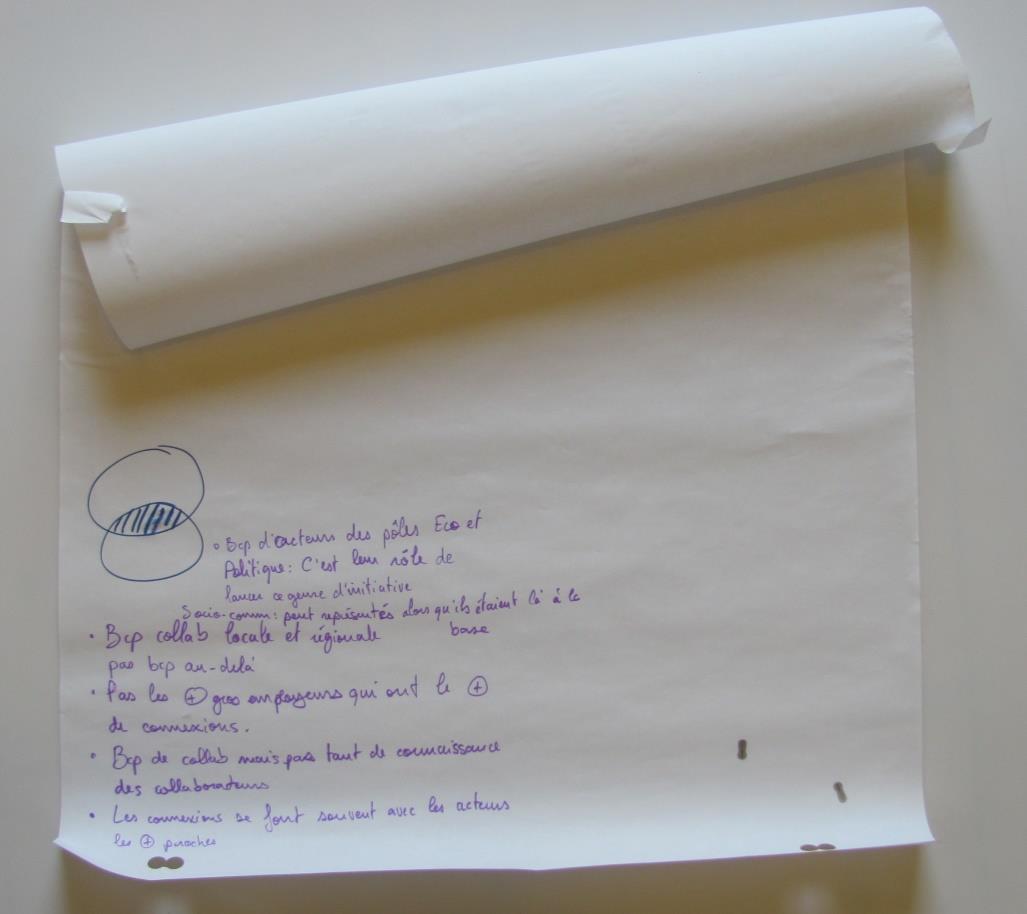 • Bcp d'acteurs des pôles Eco et
Politique : C'est leur rôle de
lancer ce genre d'initiative
Socio-comm : peut représentés alors qu'ils étaient là à la
base
• Bcp collab locale et régionale
pas bcp au-delà
• Pas les ⊕ gros employeurs qui ont le ⊕
de connexions.
• Bcp de collab mais pas tant de connaissance
des collaborateurs
• Les connexions se font souvent avec les acteurs
les ⊕ proches